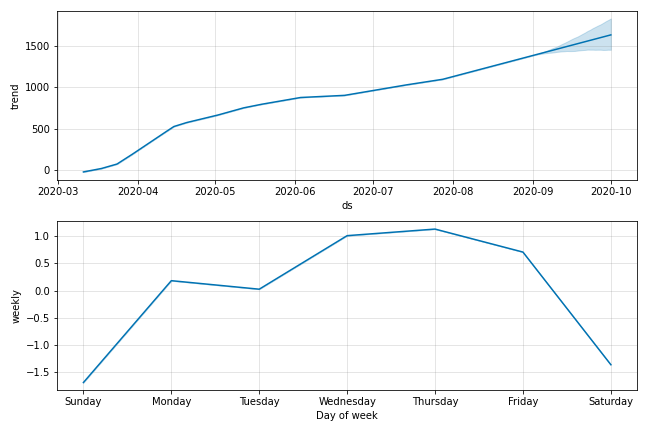 trend
1500
1000
500
0
2020-03 2020-04 2020-05 2020-06 2020-07 2020-08 2020-09 2020-10
ds
weekly
1.0
0.5
0.0
−0.5
−1.0
−1.5
Sunday Monday Tuesday Wednesday Thursday Friday Saturday
Day of week